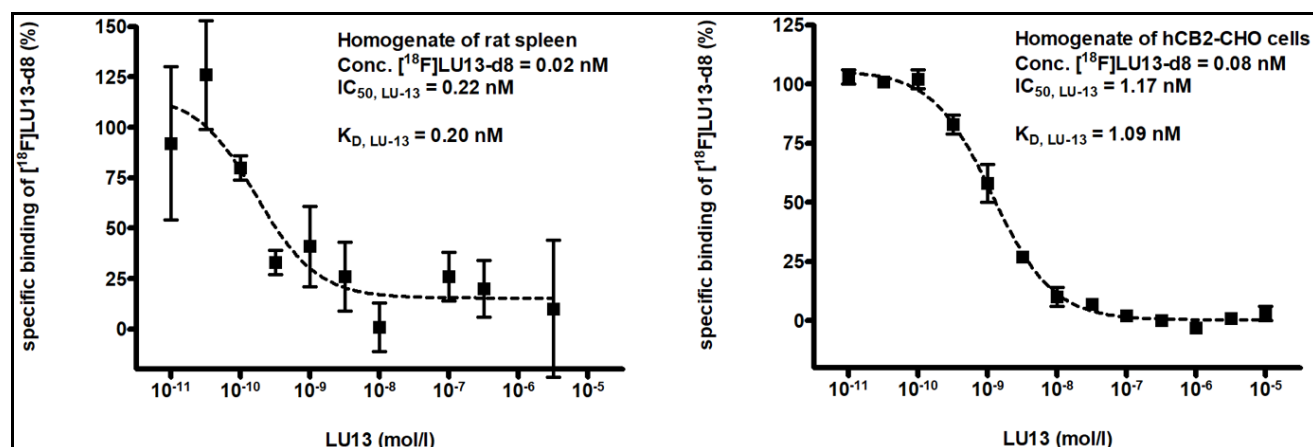 specific binding of [¹⁸F]LU13-d8 (%)
150
125
100
75
50
25
0
Homogenate of rat spleen
Conc. [¹⁸F]LU13-d8 = 0.02 nM
IC₅₀, LU-13 = 0.22 nM
K_D, LU-13 = 0.20 nM
10⁻¹¹ 10⁻¹⁰ 10⁻⁹ 10⁻⁸ 10⁻⁷ 10⁻⁶ 10⁻⁵
LU13 (mol/l)
specific binding of [¹⁸F]LU13-d8 (%)
125
100
75
50
25
0
Homogenate of hCB2-CHO cells
Conc. [¹⁸F]LU13-d8 = 0.08 nM
IC₅₀, LU-13 = 1.17 nM
K_D, LU-13 = 1.09 nM
10⁻¹¹ 10⁻¹⁰ 10⁻⁹ 10⁻⁸ 10⁻⁷ 10⁻⁶ 10⁻⁵
LU13 (mol/l)